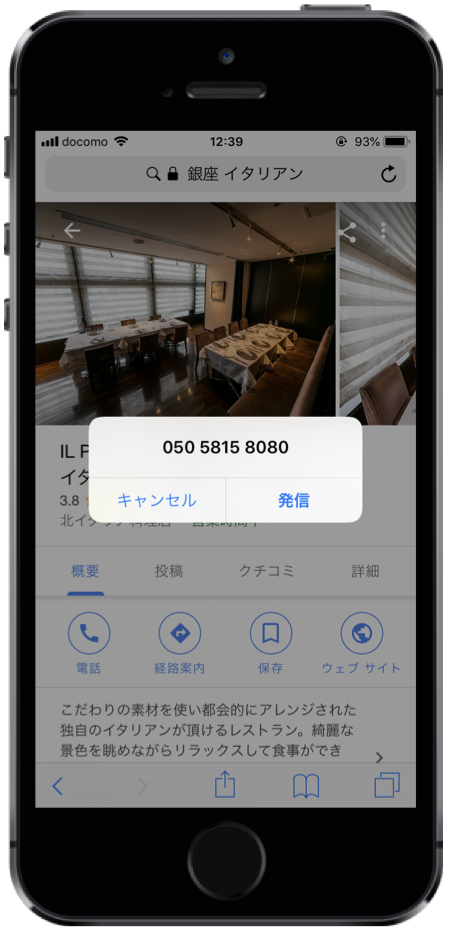 docomo 12:39 93%
銀座 イタリアン
IL P
イタ
050 5815 8080
キャンセル 発信
3.8
北イタリア料理店
営業時間中
概要 投稿 クチコミ 詳細
電話 経路案内 保存 ウェブ サイト
こだわりの素材を使い都会的にアレンジされた
独自のイタリアンが頂けるレストラン。綺麗な
景色を眺めながらリラックスして食事ができ